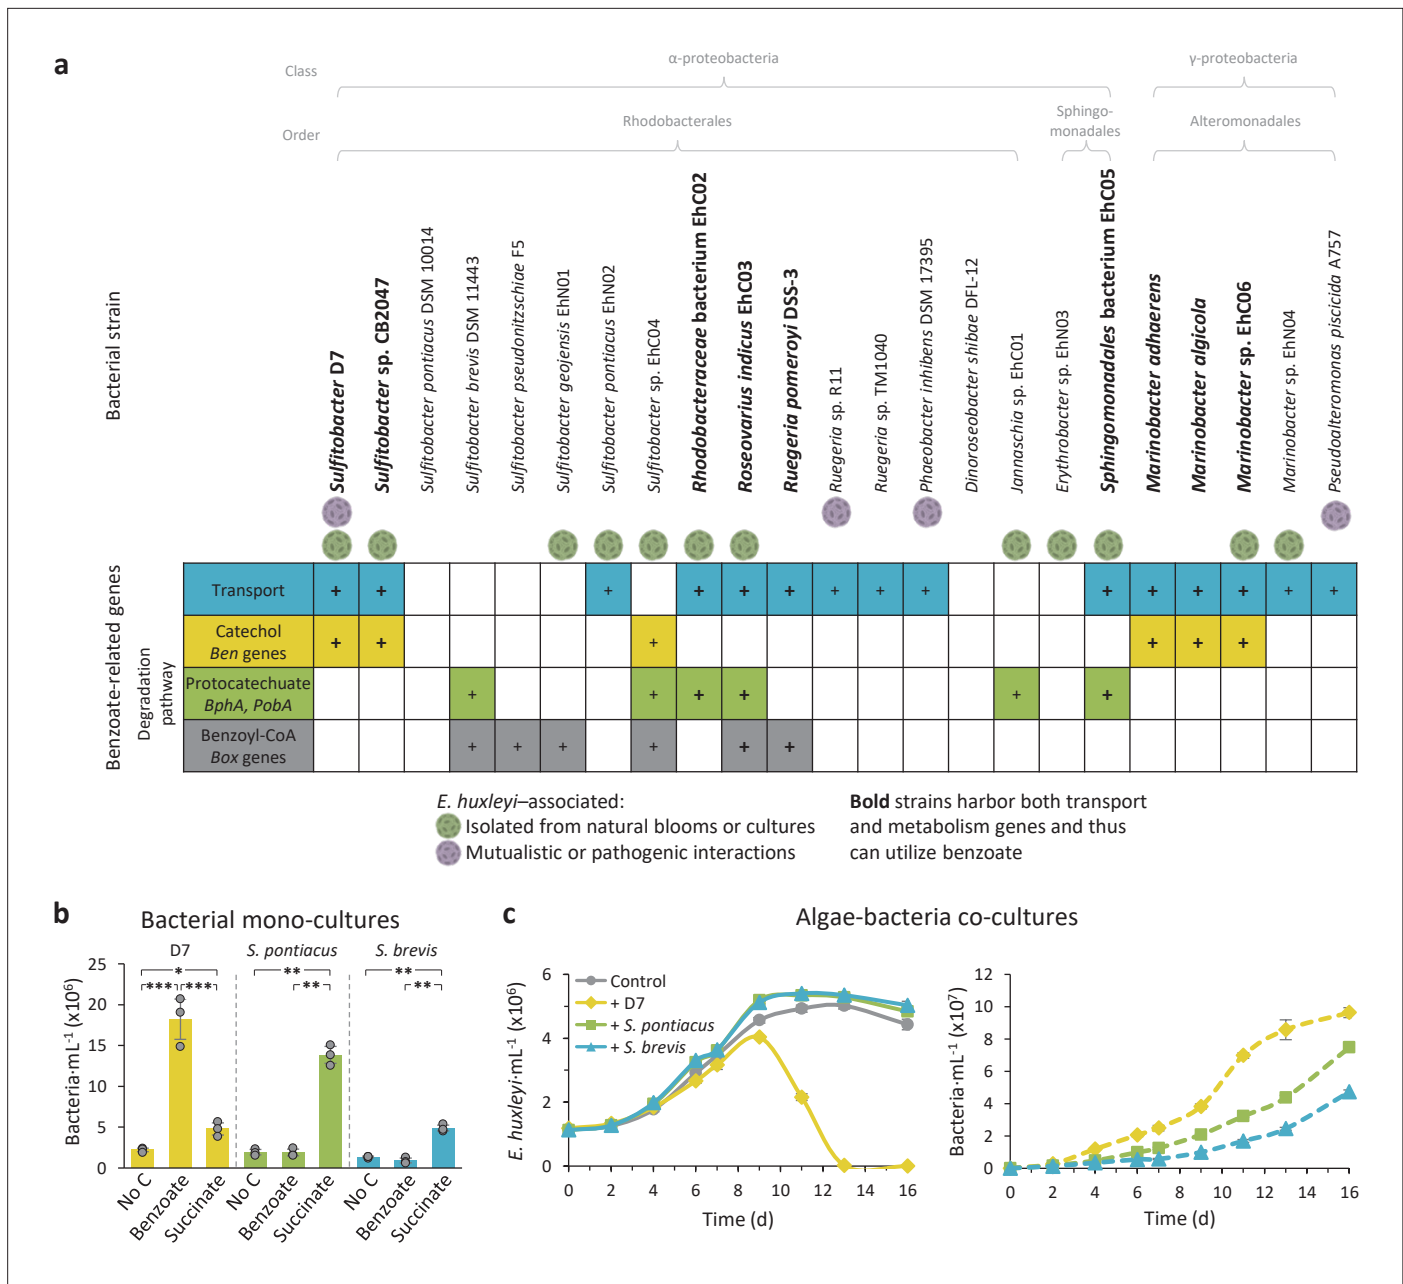 a
Class
α-proteobacteria
γ-proteobacteria
Order
Rhodobacterales
Sphingo-
monadales
Alteromonadales
Bacterial strain
Sulfitobacter D7
Sulfitobacter sp. CB2047
Sulfitobacter pontiacus DSM 10014
Sulfitobacter brevis DSM 11443
Sulfitobacter pseudonitzschiae F5
Sulfitobacter geojensis EhN01
Sulfitobacter pontiacus EhN02
Sulfitobacter sp. EhC04
Rhodobacteraceae bacterium EhC02
Roseovarius indicus EhC03
Ruegeria pomeroyi DSS-3
Ruegeria sp. R11
Ruegeria sp. TM1040
Phaeobacter inhibens DSM 17395
Dinoroseobacter shibae DFL-12
Jannaschia sp. EhC01
Erythrobacter sp. EhN03
Sphingomonadales bacterium EhC05
Marinobacter adhaerens
Marinobacter algicola
Marinobacter sp. EhC06
Marinobacter sp. EhN04
Pseudoalteromonas piscicida A757
Benzoate-related genes
Degradation
pathway
Transport + + + + + + + + + + + + + + +
Catechol
Ben genes + + + + + +
Protocatechuate
BphA, PobA + + + + + +
Benzoyl-CoA
Box genes + + + + + +
E. huxleyi–associated:
Isolated from natural blooms or cultures
Mutualistic or pathogenic interactions
Bold strains harbor both transport
and metabolism genes and thus
can utilize benzoate
b
Bacterial mono-cultures
D7
S. pontiacus
S. brevis
* ** **
*** *** ** **
Bacteria·mL⁻¹ (x10⁶)
25
20
15
10
5
0
No C
Benzoate
Succinate
No C
Benzoate
Succinate
No C
Benzoate
Succinate
c
Algae-bacteria co-cultures
E. huxleyi·mL⁻¹ (x10⁶)
6
4
2
0
Control
+ D7
+ S. pontiacus
+ S. brevis
0 2 4 6 8 10 12 14 16
Time (d)
Bacteria·mL⁻¹ (x10⁷)
12
10
8
6
4
2
0
0 2 4 6 8 10 12 14 16
Time (d)